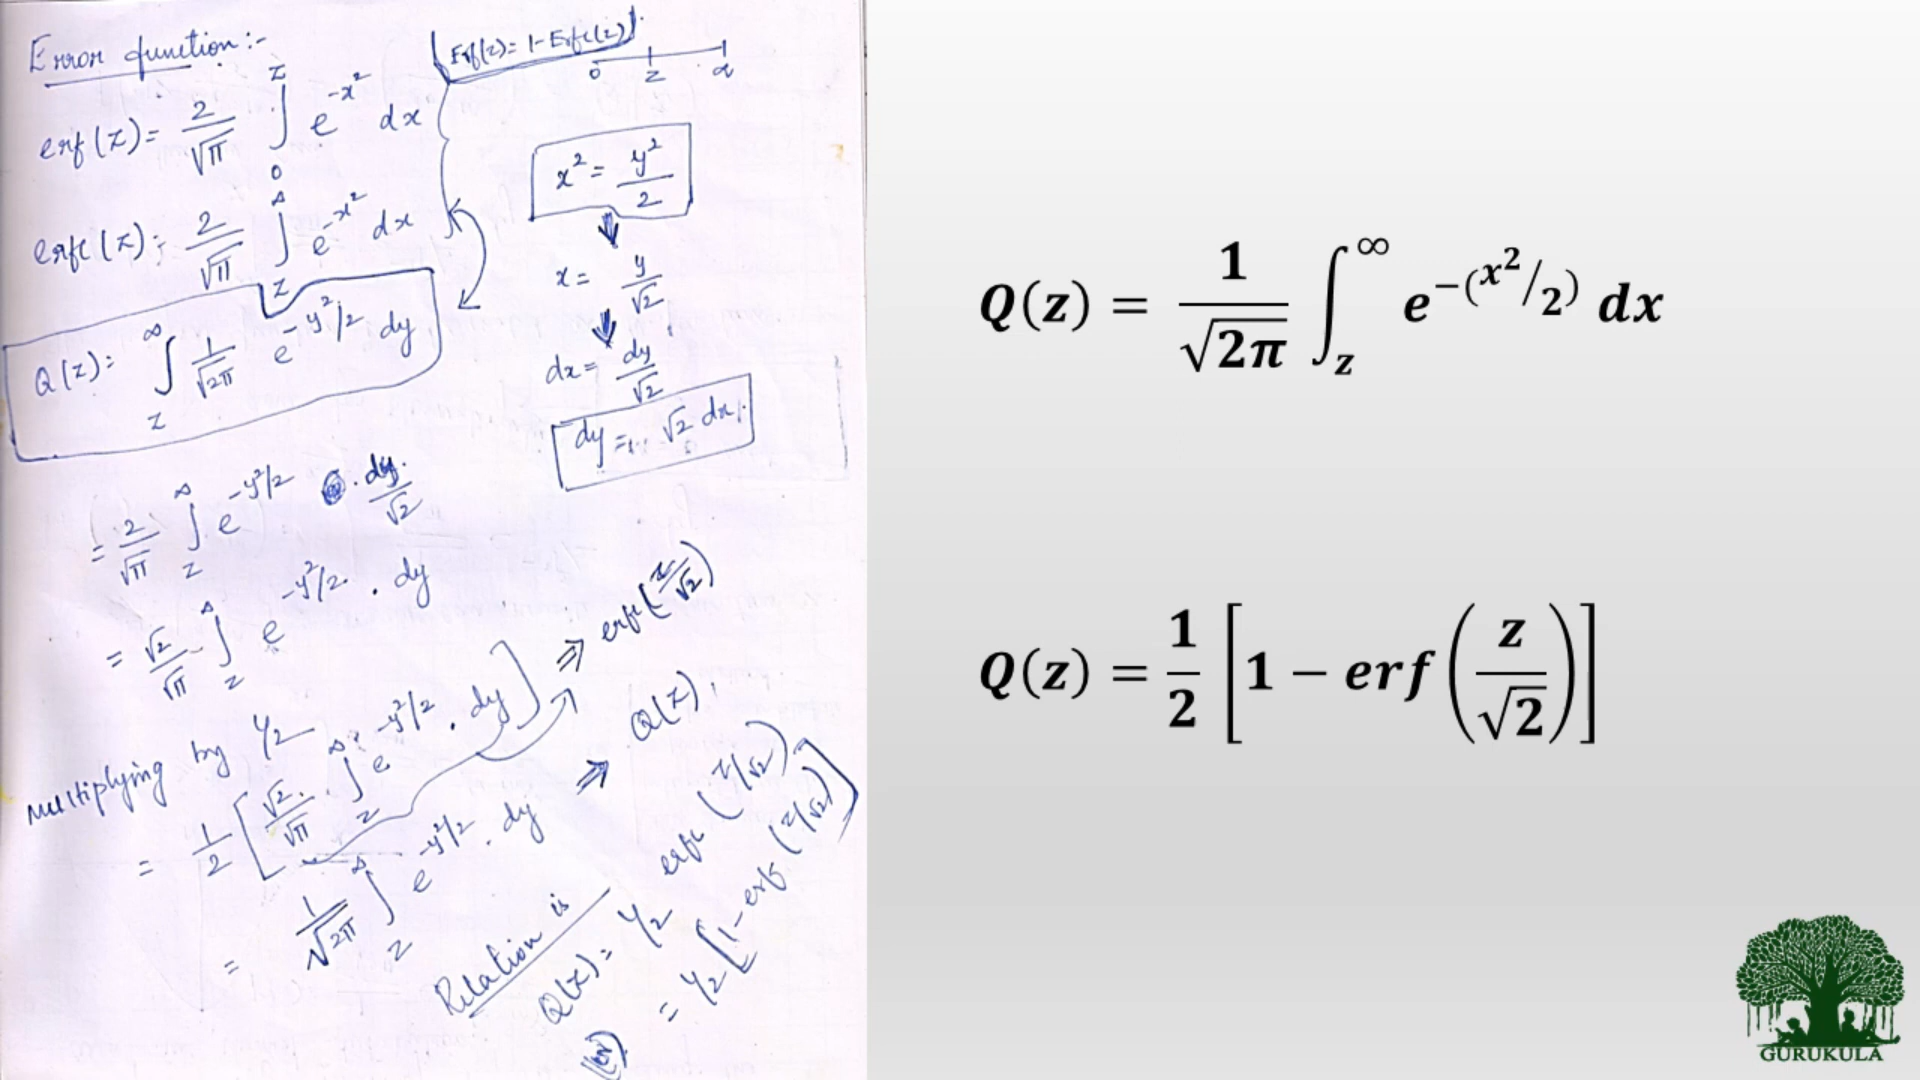 Error function:-
Erf(z) = 1 - Erfc(z)
0 z α
erf(z) = 2/√π ∫_0^z e^{-x²} dx
erfc(z) = 2/√π ∫_z^∞ e^{-x²} dx
Q(z) = ∫_z^∞ 1/√2π e^{-y²/2} dy
x² = y²/2
⇓
x = y/√2
⇓
dx = dy/√2
dy = √2 dx
= 2/√π ∫_z^∞ e^{-y²/2} . dy/√2
= √2/√π ∫_z^∞ e^{-y²/2} . dy
Multiplying by 1/2
= 1/2 [√2/√π ∫_z^∞ e^{-y²/2} . dy] ⇒ erfc(z/√2)
= 1/√2π ∫_z^∞ e^{-y²/2} . dy ⇒ Q(z)
Relation is
Q(z) = 1/2 erfc(z/√2)
(or)
= 1/2 [1 - erf(z/√2)]
Q(z) = 1/√2π ∫_z^∞ e^{-(x²/2)} dx
Q(z) = 1/2 [1 − erf(z/√2)]
GURUKULA